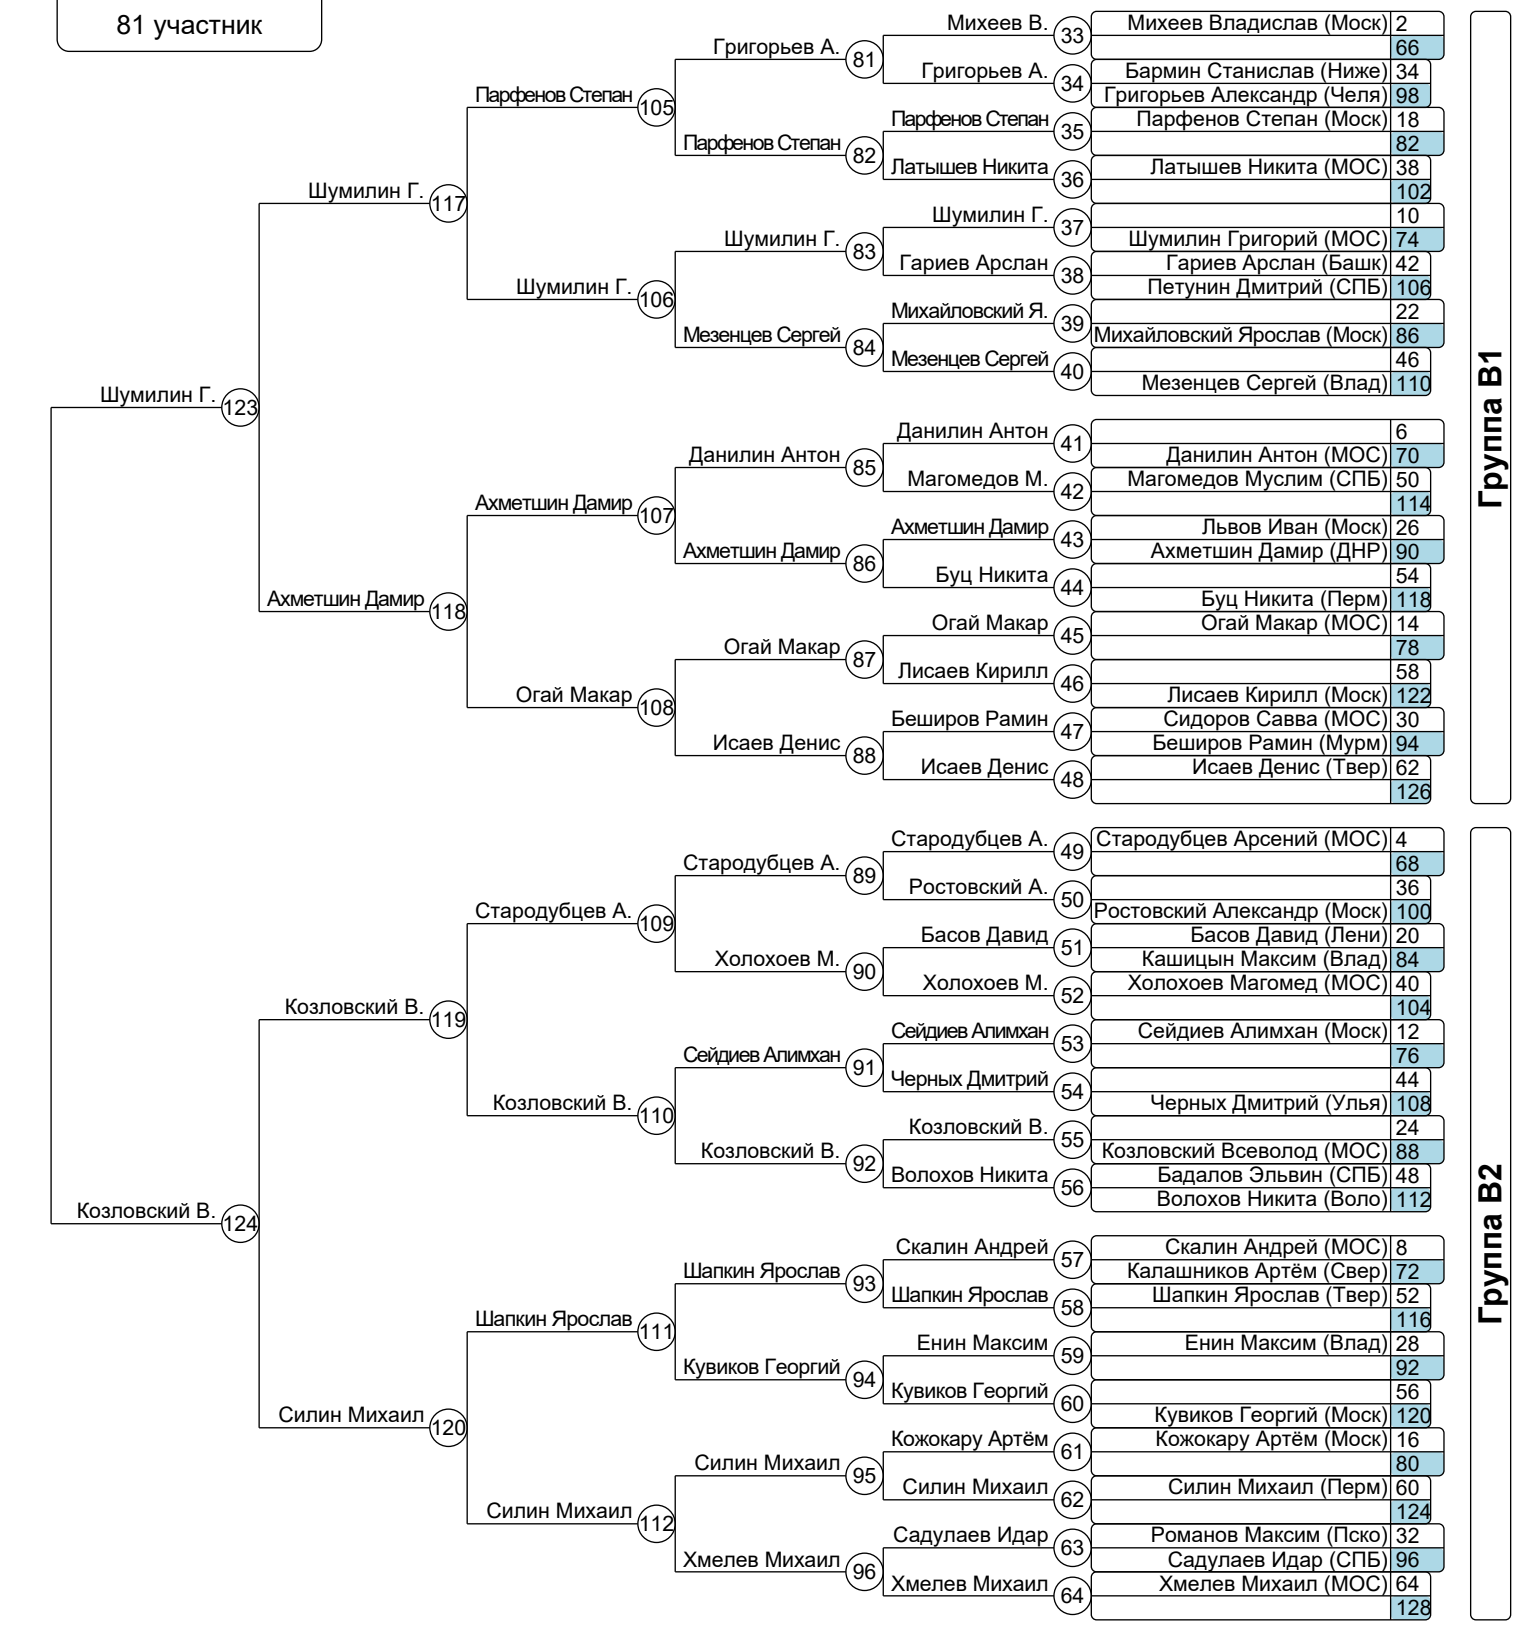 81 участник
Михеев В. 33 Михеев Владислав (Моск) 2
66
Григорьев А. 81
Григорьев А. 34 Бармин Станислав (Ниже) 34
Григорьев Александр (Челя) 98
Парфенов Степан 105
Парфенов Степан 35 Парфенов Степан (Моск) 18
82
Парфенов Степан 82
Латышев Никита 36 Латышев Никита (МОС) 38
102
Шумилин Г. 117
Шумилин Г. 37 10
Шумилин Григорий (МОС) 74
Шумилин Г. 83
Гариев Арслан 38 Гариев Арслан (Башк) 42
Петунин Дмитрий (СПБ) 106
Шумилин Г. 106
Михайловский Я. 39 22
Михайловский Ярослав (Моск) 86
Мезенцев Сергей 84
Мезенцев Сергей 40 46
Мезенцев Сергей (Влад) 110
Группа B1
Шумилин Г. 123
Данилин Антон 41 6
Данилин Антон (МОС) 70
Данилин Антон 85
Магомедов М. 42 Магомедов Муслим (СПБ) 50
114
Ахметшин Дамир 107
Ахметшин Дамир 43 Львов Иван (Моск) 26
Ахметшин Дамир (ДНР) 90
Ахметшин Дамир 86
Буц Никита 44 54
Буц Никита (Перм) 118
Ахметшин Дамир 118
Огай Макар 45 Огай Макар (МОС) 14
78
Огай Макар 87
Лисаев Кирилл 46 58
Лисаев Кирилл (Моск) 122
Огай Макар 108
Беширов Рамин 47 Сидоров Савва (МОС) 30
Беширов Рамин (Мурм) 94
Исаев Денис 88
Исаев Денис 48 Исаев Денис (Твер) 62
126
Стародубцев А. 49 Стародубцев Арсений (МОС) 4
68
Стародубцев А. 89
Ростовский А. 50 36
Ростовский Александр (Моск) 100
Стародубцев А. 109
Басов Давид 51 Басов Давид (Лени) 20
Кашицын Максим (Влад) 84
Холохоев М. 90
Холохоев М. 52 Холохоев Магомед (МОС) 40
104
Козловский В. 119
Сейдиев Алимхан 53 Сейдиев Алимхан (Моск) 12
76
Сейдиев Алимхан 91
Черных Дмитрий 54 44
Черных Дмитрий (Улья) 108
Козловский В. 110
Козловский В. 55 24
Козловский Всеволод (МОС) 88
Козловский В. 92
Волохов Никита 56 Бадалов Эльвин (СПБ) 48
Волохов Никита (Воло) 112
Группа B2
Козловский В. 124
Скалин Андрей 57 Скалин Андрей (МОС) 8
Калашников Артём (Свер) 72
Шапкин Ярослав 93
Шапкин Ярослав 58 Шапкин Ярослав (Твер) 52
116
Шапкин Ярослав 111
Енин Максим 59 Енин Максим (Влад) 28
92
Кувиков Георгий 94
Кувиков Георгий 60 56
Кувиков Георгий (Моск) 120
Силин Михаил 120
Кожокару Артём 61 Кожокару Артём (Моск) 16
80
Силин Михаил 95
Силин Михаил 62 Силин Михаил (Перм) 60
124
Силин Михаил 112
Садулаев Идар 63 Романов Максим (Пско) 32
Садулаев Идар (СПБ) 96
Хмелев Михаил 96
Хмелев Михаил 64 Хмелев Михаил (МОС) 64
128